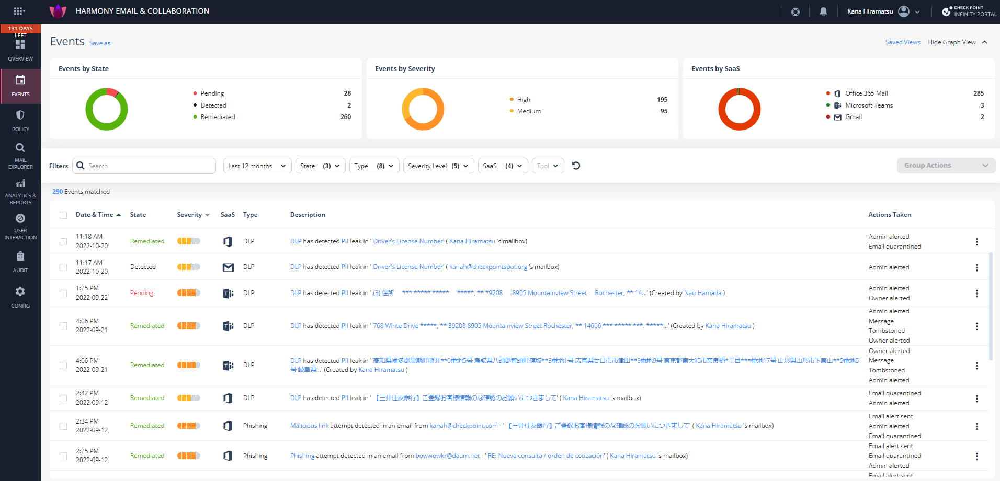 HARMONY EMAIL & COLLABORATION
Kana Hiramatsu
CHECK POINT
INFINITY PORTAL
131 DAYS
LEFT
OVERVIEW
EVENTS
POLICY
MAIL
EXPLORER
ANALYTICS &
REPORTS
USER
INTERACTION
AUDIT
CONFIG
Events Save as
Saved Views Hide Graph View
Events by State
Pending 28
Detected 2
Remediated 260
Events by Severity
High 195
Medium 95
Events by SaaS
Office 365 Mail 285
Microsoft Teams 3
Gmail 2
Filters Search Last 12 months State (3) Type (8) Severity Level (5) SaaS (4) Tool Group Actions
290 Events matched
Date & Time State Severity SaaS Type Description Actions Taken
11:18 AM
2022-10-20
Remediated DLP DLP has detected PII leak in ' Driver's License Number' ( Kana Hiramatsu 's mailbox)
Admin alerted
Email quarantined
11:17 AM
2022-10-20
Detected DLP DLP has detected PII leak in ' Driver's License Number' ( kanah@checkpointspot.org 's mailbox)
Admin alerted
1:25 PM
2022-09-22
Pending DLP DLP has detected PII leak in ' (3) 住所 *** ***** ***** *****, ** *9208 8905 Mountainview Street Rochester, ** 14...' (Created by Nao Hamada )
Admin alerted
Owner alerted
4:06 PM
2022-09-21
Remediated DLP DLP has detected PII leak in ' 768 White Drive *****, ** 39208 8905 Mountainview Street Rochester, ** 14606 *** ***** ***. *****...' (Created by Kana Hiramatsu )
Admin alerted
Message
Tombstoned
Owner alerted
4:06 PM
2022-09-21
Remediated DLP DLP has detected PII leak in ' 高知県幡多郡黒潮町熊井**0番地5号 鳥取県八頭郡智頭町篠坂**3番地1号 広島県廿日市市津田**8番地9号 東京都東大和市奈良橋*丁目***番地17号 山形県山形市下東山**5番地5
号 岐阜県...' (Created by Kana Hiramatsu )
Owner alerted
Message
Tombstoned
Admin alerted
2:42 PM
2022-09-12
Remediated DLP DLP has detected PII leak in ' 【三井住友銀行】ご登録お客様情報のな確認のお願いにつきまして' ( Kana Hiramatsu 's mailbox)
Email quarantined
Admin alerted
2:34 PM
2022-09-12
Remediated Phishing Malicious link attempt detected in an email from kanah@checkpoint.com - ' 【三井住友銀行】ご登録お客様情報のな確認のお願いにつきまして' ( Kana Hiramatsu 's mailbox)
Email alert sent
Admin alerted
Email quarantined
2:25 PM
2022-09-12
Remediated Phishing Phishing attempt detected in an email from bowwowkr@daum.net - ' RE: Nueva consulta / orden de cotización' ( Kana Hiramatsu 's mailbox)
Email alert sent
Email quarantined
Admin alerted
Email alert sent